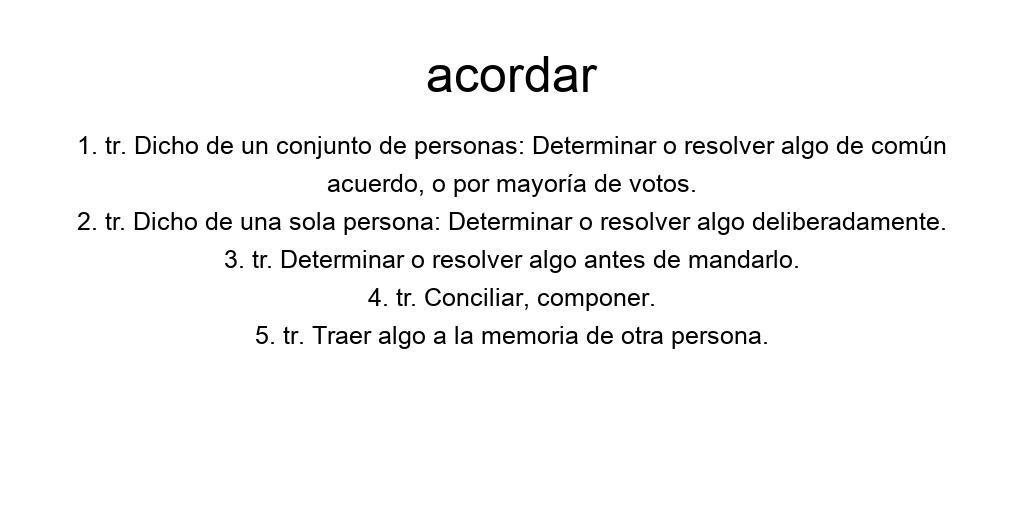 acordar
1. tr. Dicho de un conjunto de personas: Determinar o resolver algo de común
acuerdo, o por mayoría de votos.
2. tr. Dicho de una sola persona: Determinar o resolver algo deliberadamente.
3. tr. Determinar o resolver algo antes de mandarlo.
4. tr. Conciliar, componer.
5. tr. Traer algo a la memoria de otra persona.